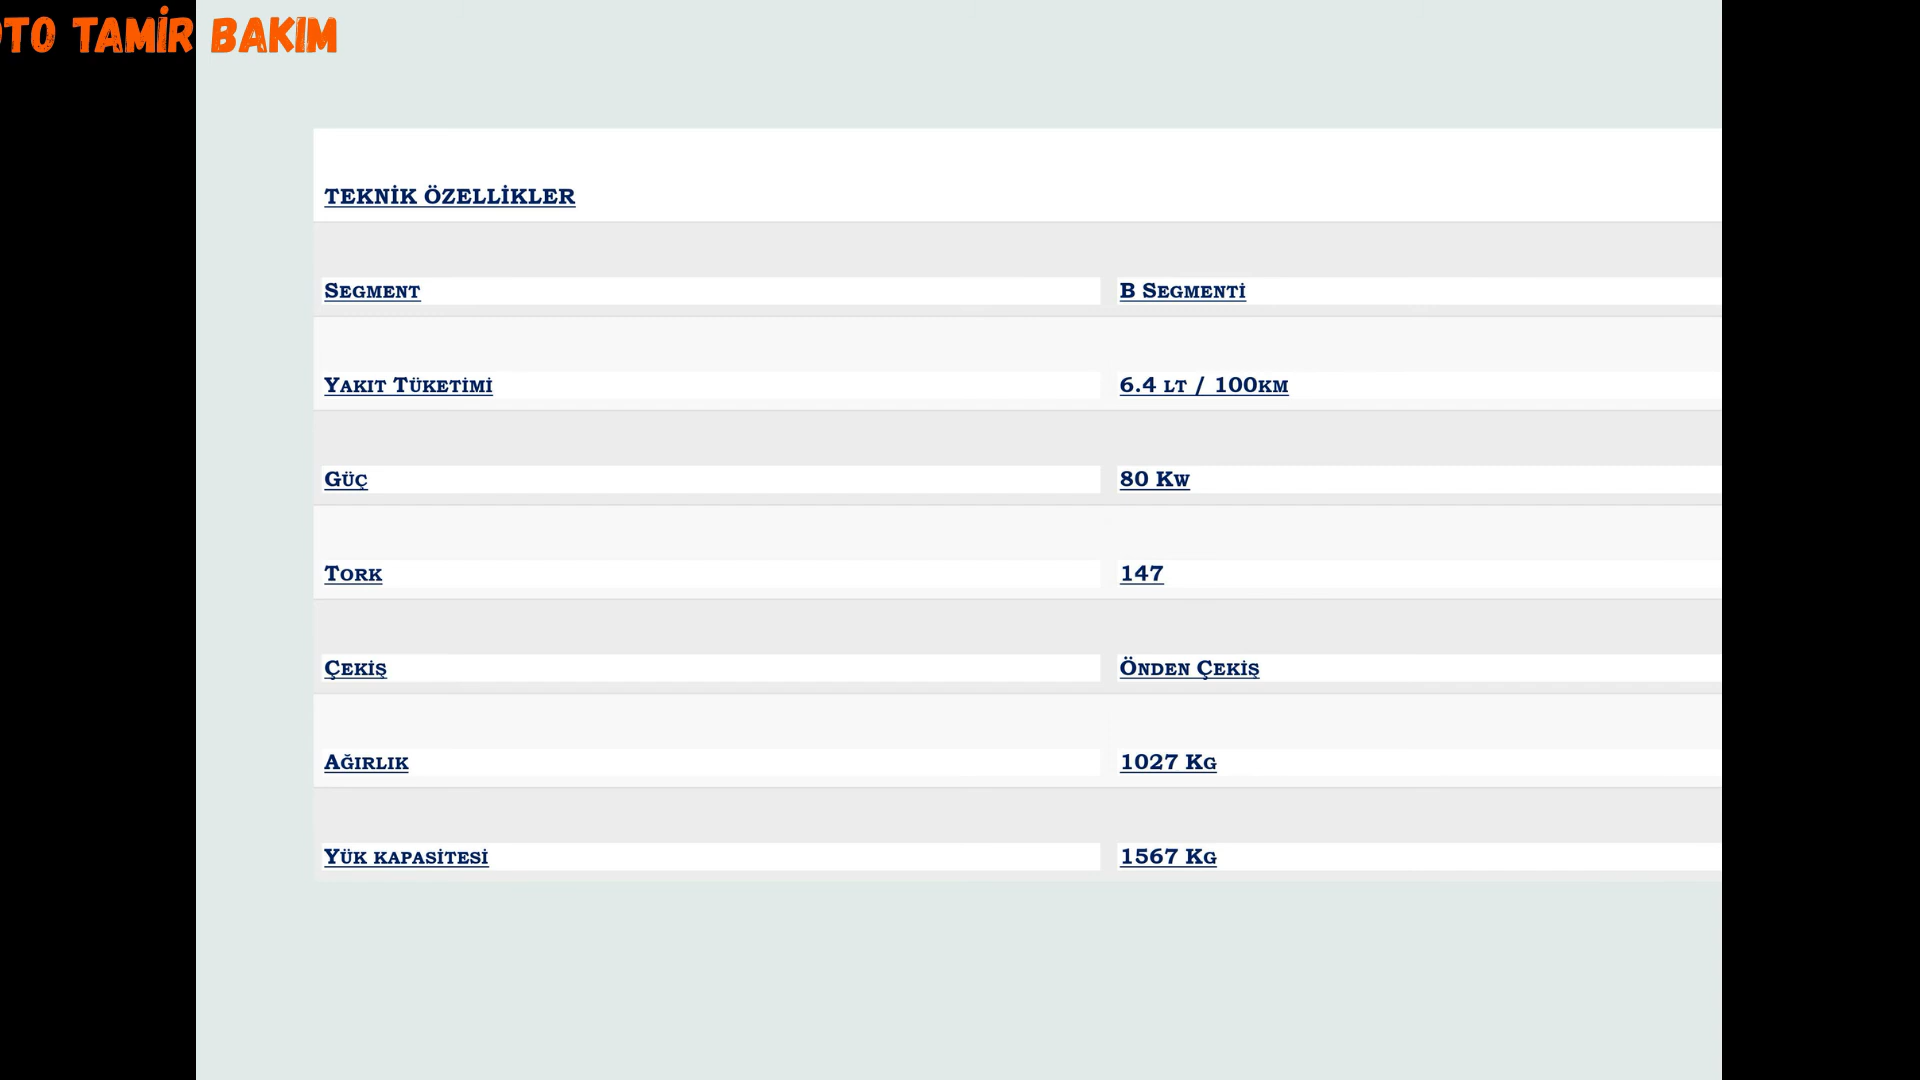 OTO TAMİR BAKIM
TEKNİK ÖZELLİKLER
SEGMENT B SEGMENTİ
YAKIT TÜKETİMİ 6.4 LT / 100KM
GÜÇ 80 KW
TORK 147
ÇEKİŞ ÖNDEN ÇEKİŞ
AĞIRLIK 1027 KG
YÜK KAPASİTESİ 1567 KG